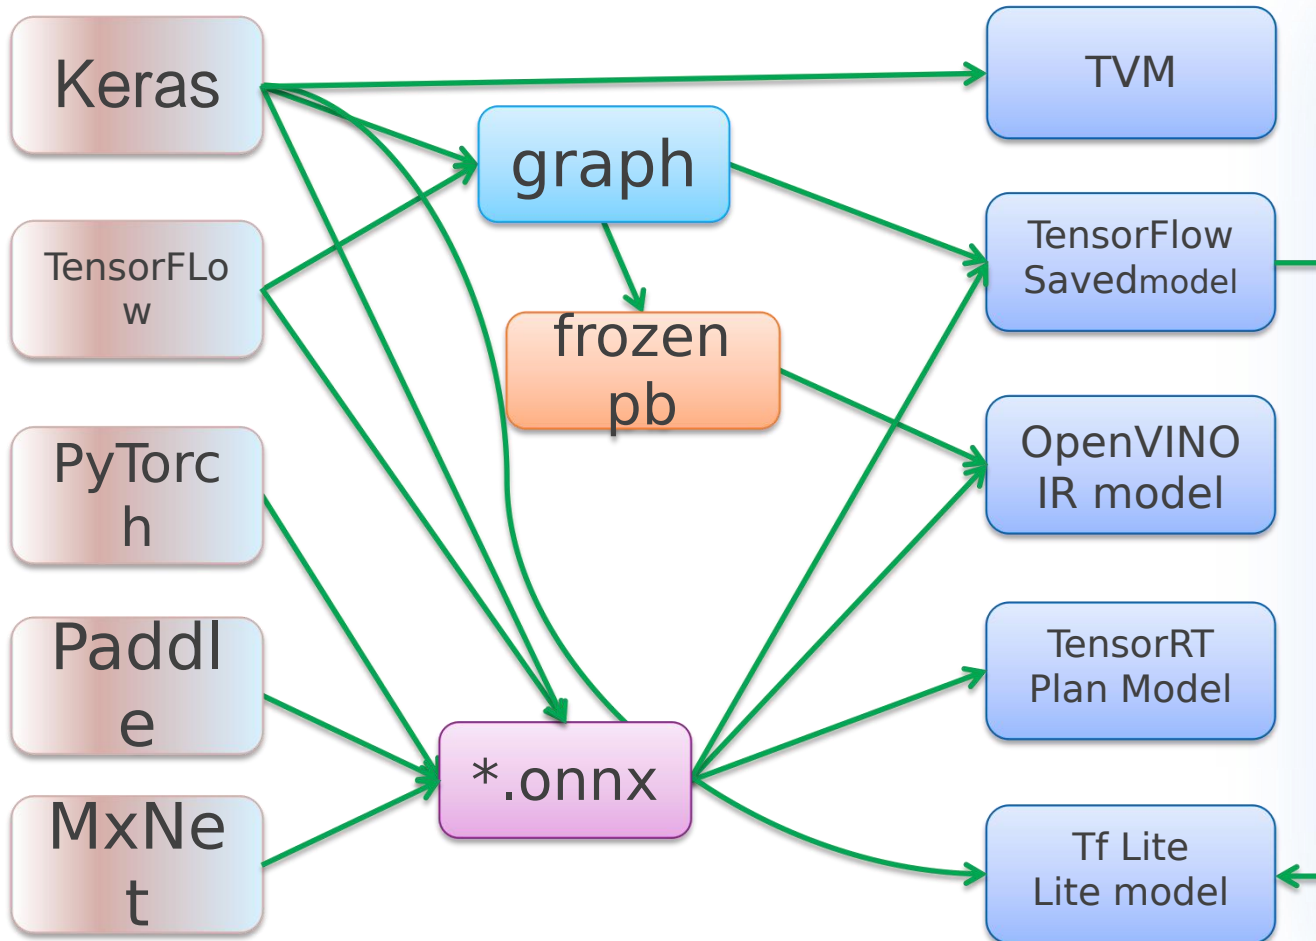 Keras
TensorFLo
w
PyTorc
h
Paddl
e
MxNe
t
graph
frozen
pb
*.onnx
TVM
TensorFlow
Savedmodel
OpenVINO
IR model
TensorRT
Plan Model
Tf Lite
Lite model